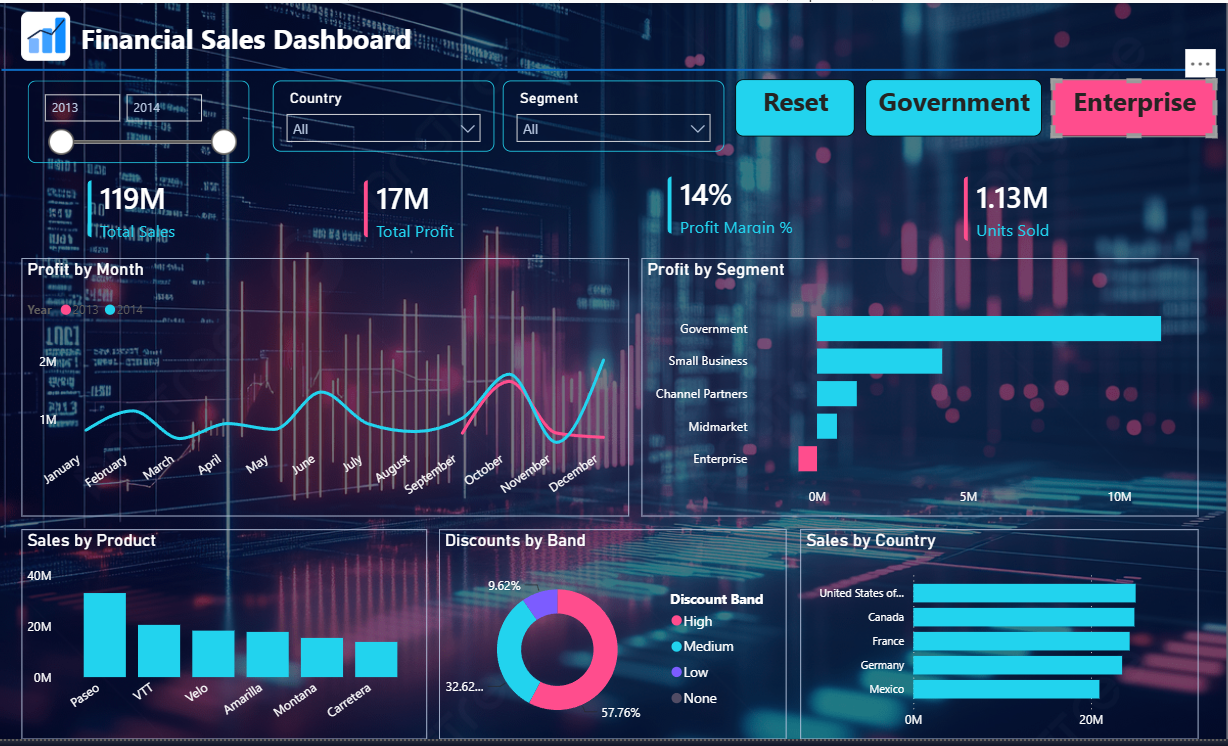 Financial Sales Dashboard
2013
2014
Country
All
Segment
All
Reset
Government
Enterprise
119M
Total Sales
17M
Total Profit
14%
Profit Margin %
1.13M
Units Sold
Profit by Month
Year 2013 2014
2M
1M
January
February
March
April
May
June
July
August
September
October
November
December
Profit by Segment
Government
Small Business
Channel Partners
Midmarket
Enterprise
0M
5M
10M
Sales by Product
40M
20M
0M
Paseo
VTT
Velo
Amarilla
Montana
Carretera
Discounts by Band
9.62%
32.62...
57.76%
Discount Band
High
Medium
Low
None
Sales by Country
United States of...
Canada
France
Germany
Mexico
0M
20M